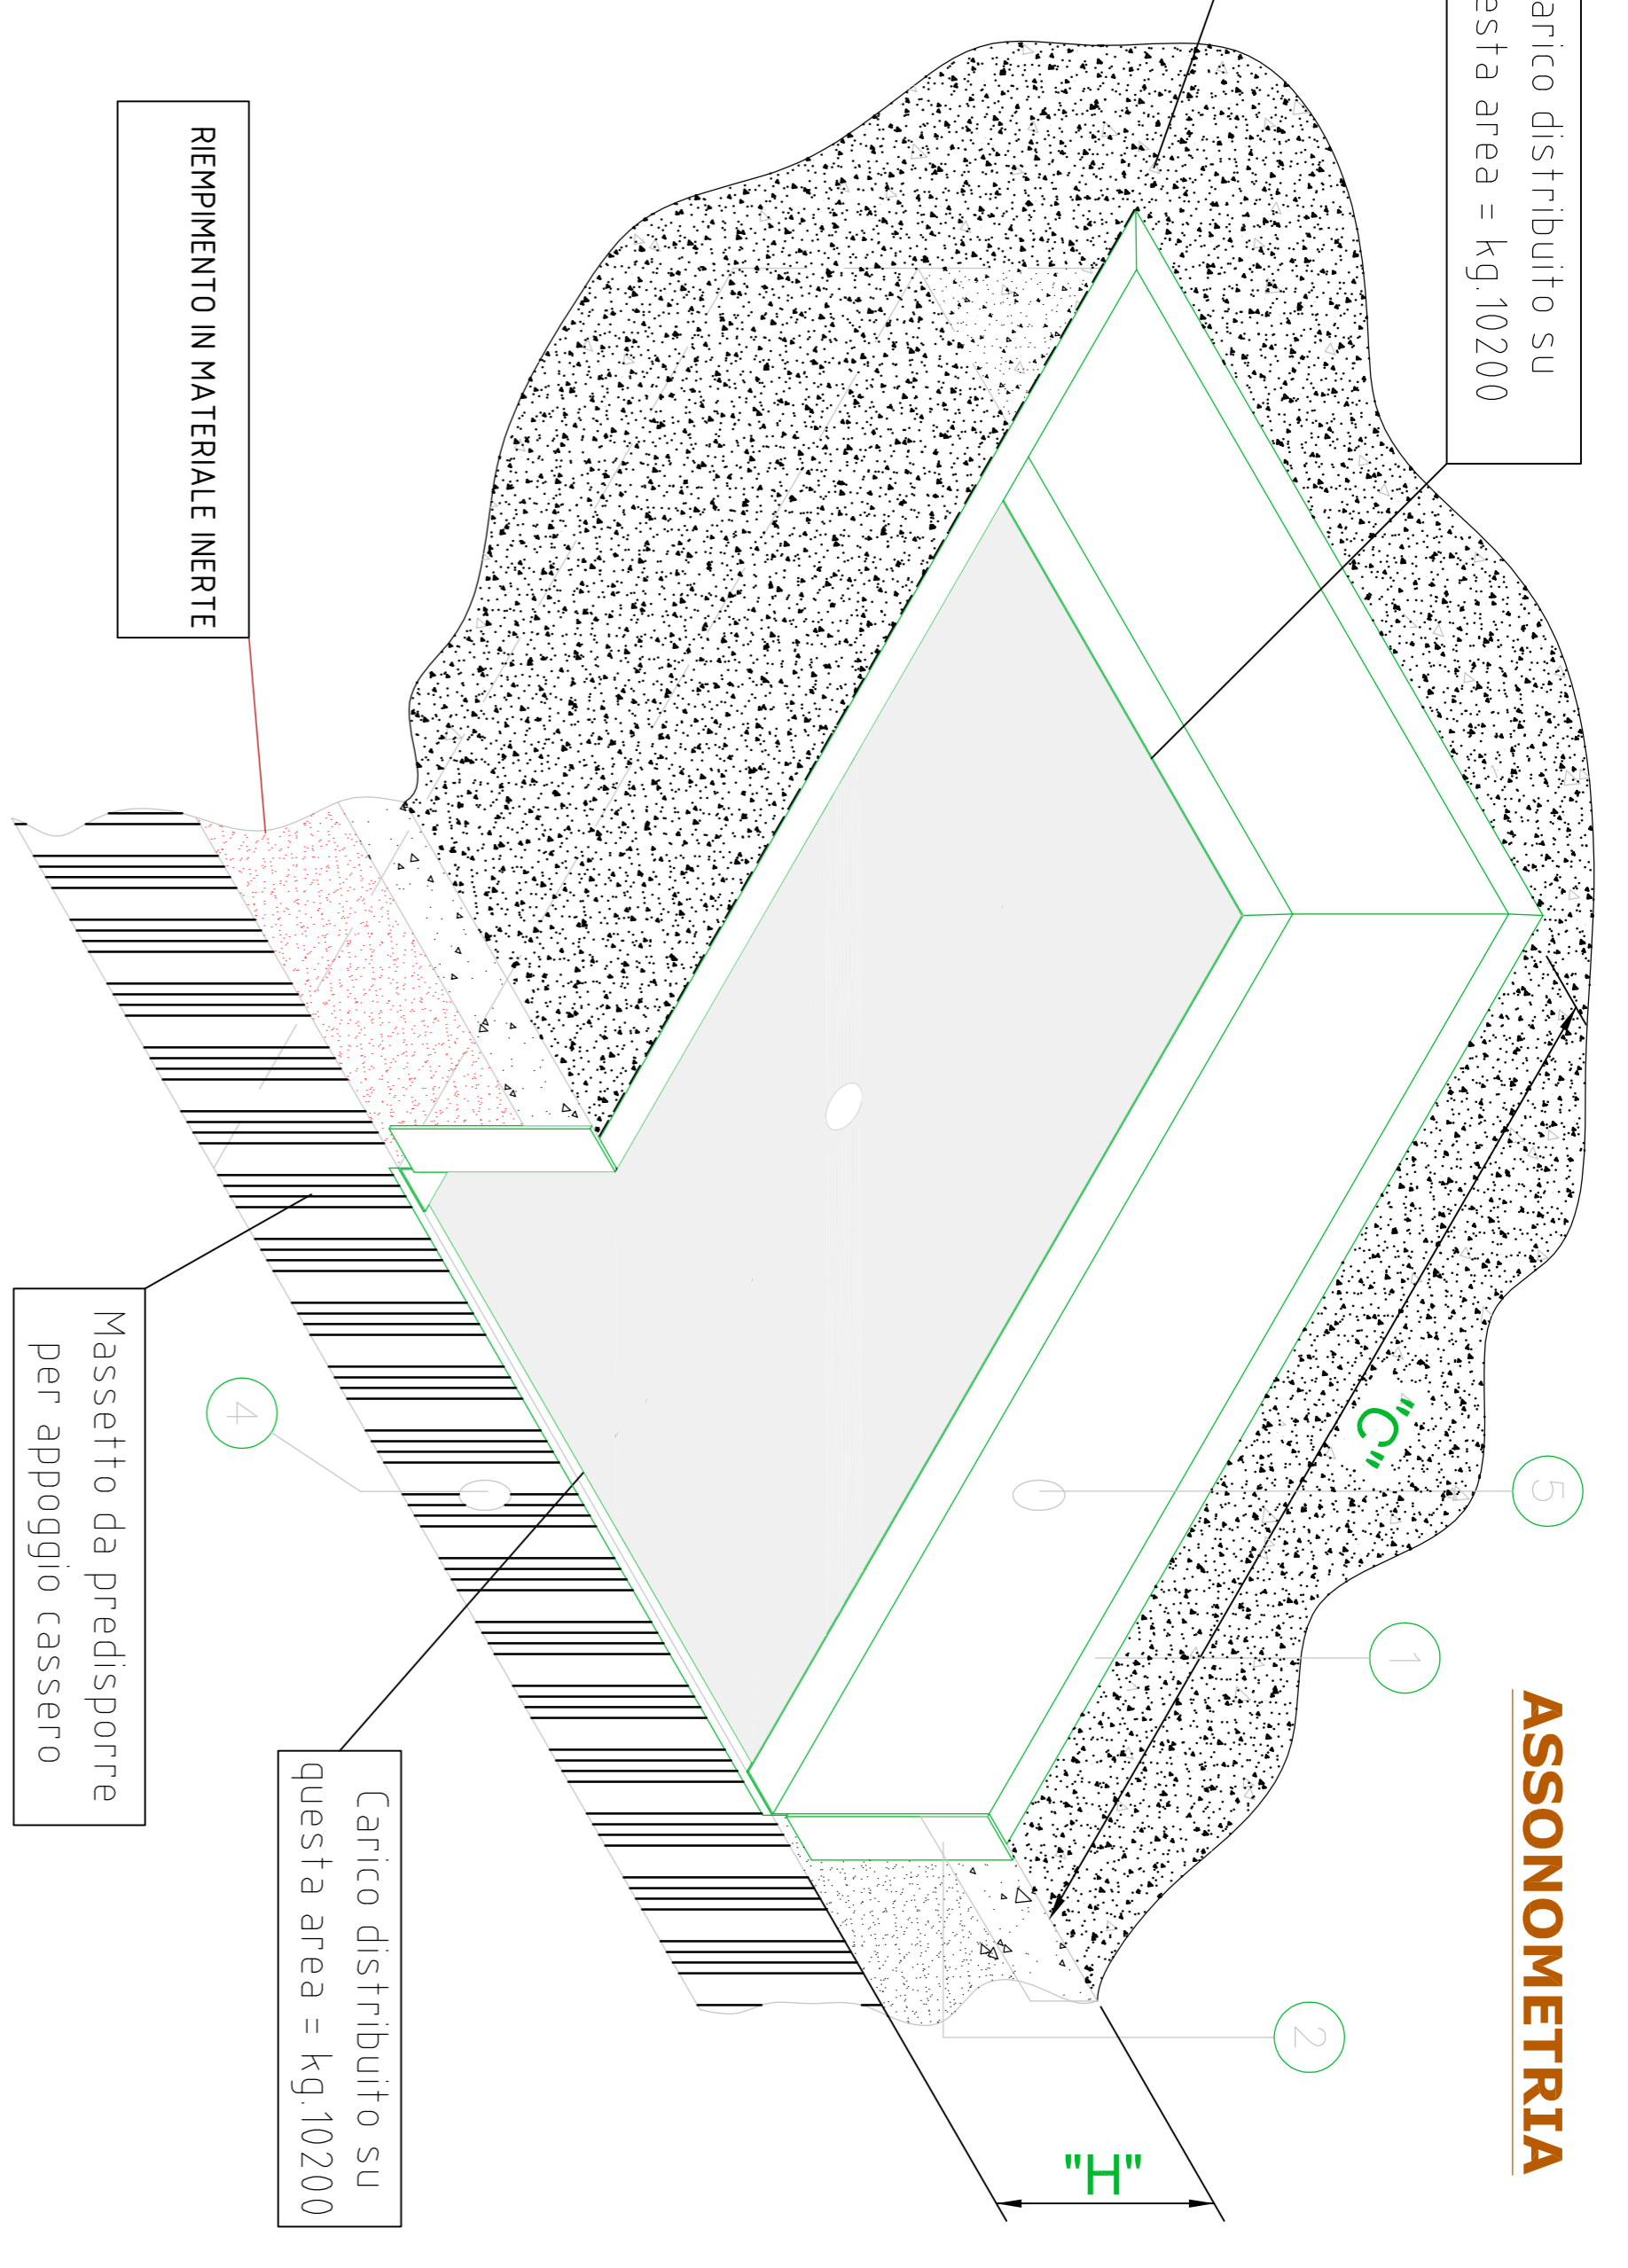 ASSONOMETRIA
arico distribuito su
esta area = kg.10200
"C"
5
1
2
"H"
4
RIEMPIMENTO IN MATERIALE INERTE
Massetto da predisporre
per appoggio cassero
Carico distribuito su
questa area = kg.10200